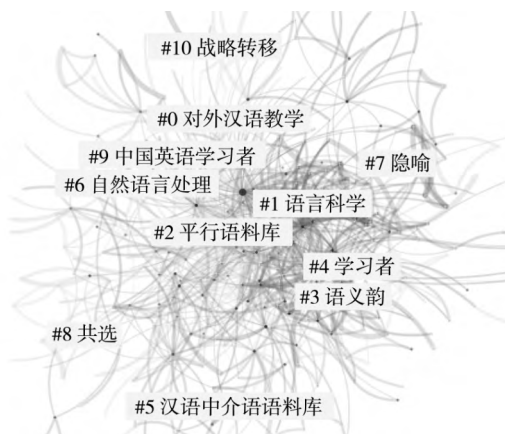 #10 战略转移
#0 对外汉语教学
#9 中国英语学习者
#7 隐喻
#6 自然语言处理
#1 语言科学
#2 平行语料库
#4 学习者
#3 语义韵
#8 共选
#5 汉语中介语语料库